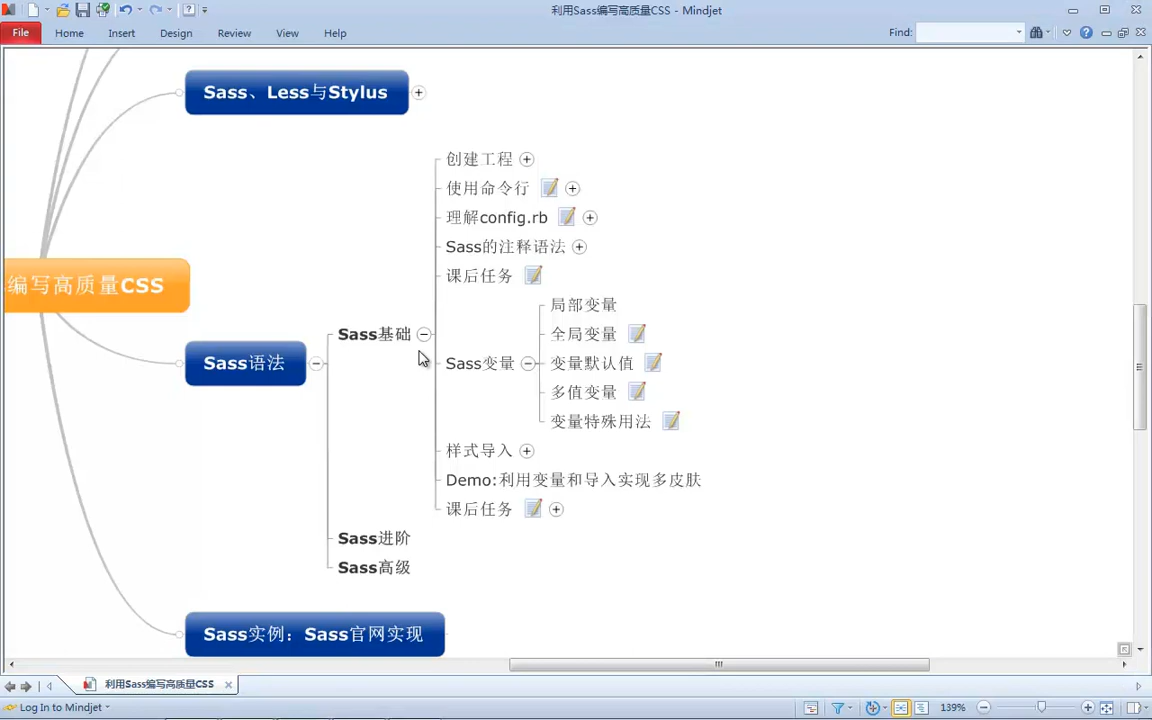 利用Sass编写高质量CSS - Mindjet
File Home Insert Design Review View Help Find:
Sass、Less与Stylus
创建工程
使用命令行
理解config.rb
Sass的注释语法
课后任务
编写高质量CSS
局部变量
Sass基础
全局变量
Sass语法
Sass变量
变量默认值
多值变量
变量特殊用法
样式导入
Demo:利用变量和导入实现多皮肤
课后任务
Sass进阶
Sass高级
Sass实例：Sass官网实现
利用Sass编写高质量CSS
Log In to Mindjet
139%